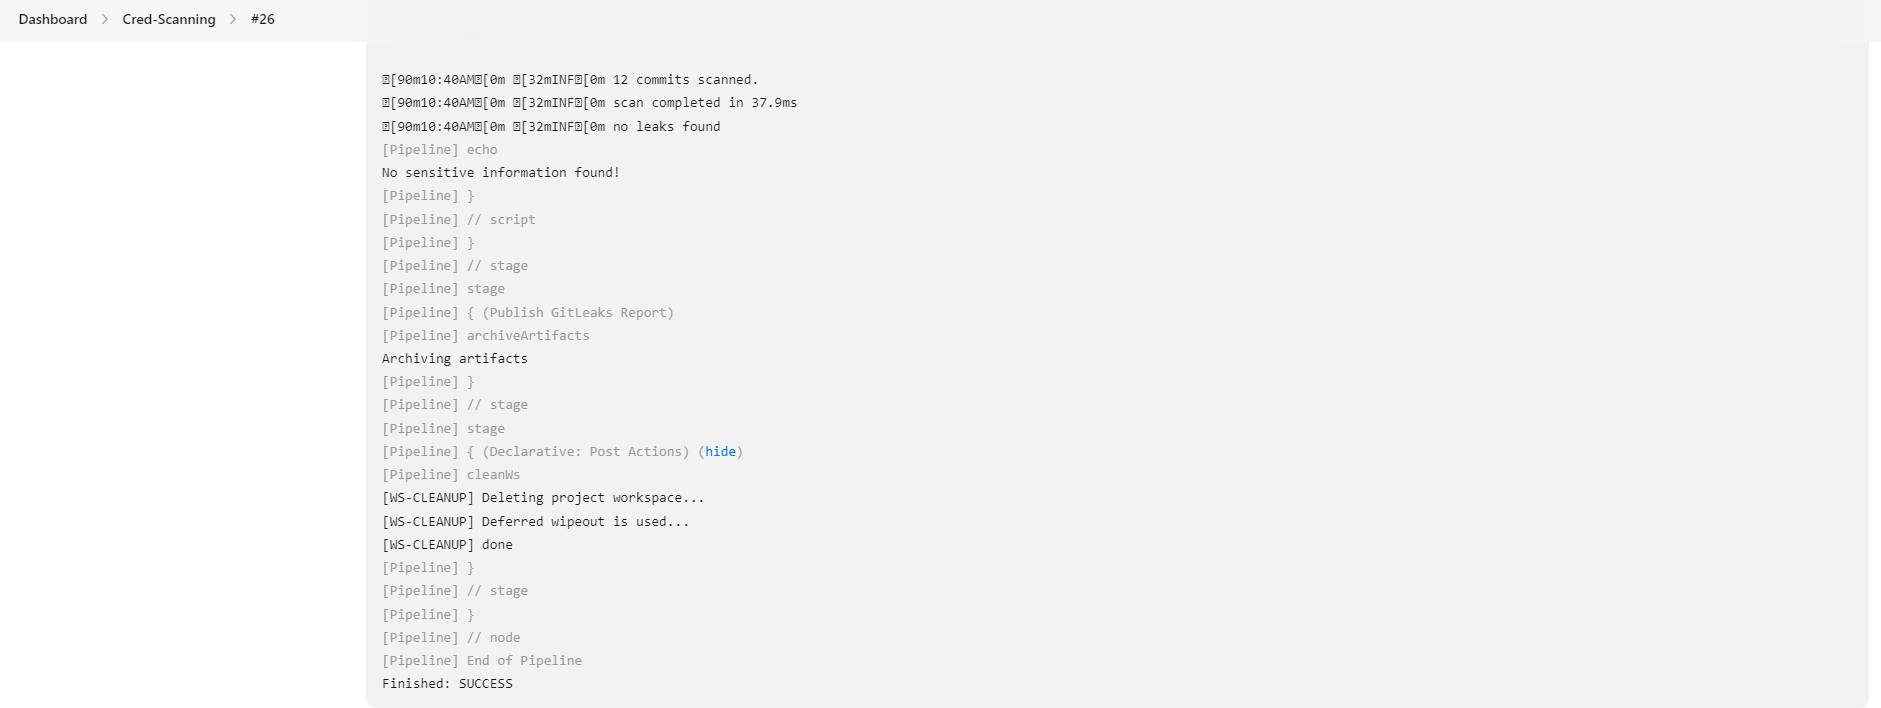 Dashboard > Cred-Scanning > #26
␛[90m10:40AM␛[0m ␛[32mINF␛[0m 12 commits scanned.
␛[90m10:40AM␛[0m ␛[32mINF␛[0m scan completed in 37.9ms
␛[90m10:40AM␛[0m ␛[32mINF␛[0m no leaks found
[Pipeline] echo
No sensitive information found!
[Pipeline] }
[Pipeline] // script
[Pipeline] }
[Pipeline] // stage
[Pipeline] stage
[Pipeline] { (Publish GitLeaks Report)
[Pipeline] archiveArtifacts
Archiving artifacts
[Pipeline] }
[Pipeline] // stage
[Pipeline] stage
[Pipeline] { (Declarative: Post Actions) (hide)
[Pipeline] cleanWs
[WS-CLEANUP] Deleting project workspace...
[WS-CLEANUP] Deferred wipeout is used...
[WS-CLEANUP] done
[Pipeline] }
[Pipeline] // stage
[Pipeline] }
[Pipeline] // node
[Pipeline] End of Pipeline
Finished: SUCCESS